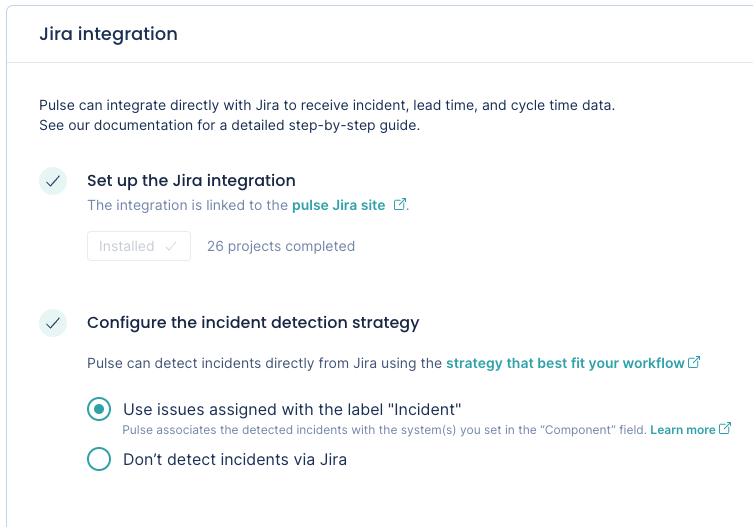 Jira integration
Pulse can integrate directly with Jira to receive incident, lead time, and cycle time data.
See our documentation for a detailed step-by-step guide.
Set up the Jira integration
The integration is linked to the pulse Jira site .
Installed
26 projects completed
Configure the incident detection strategy
Pulse can detect incidents directly from Jira using the strategy that best fit your workflow
Use issues assigned with the label "Incident"
Pulse associates the detected incidents with the system(s) you set in the “Component” field. Learn more
Don’t detect incidents via Jira